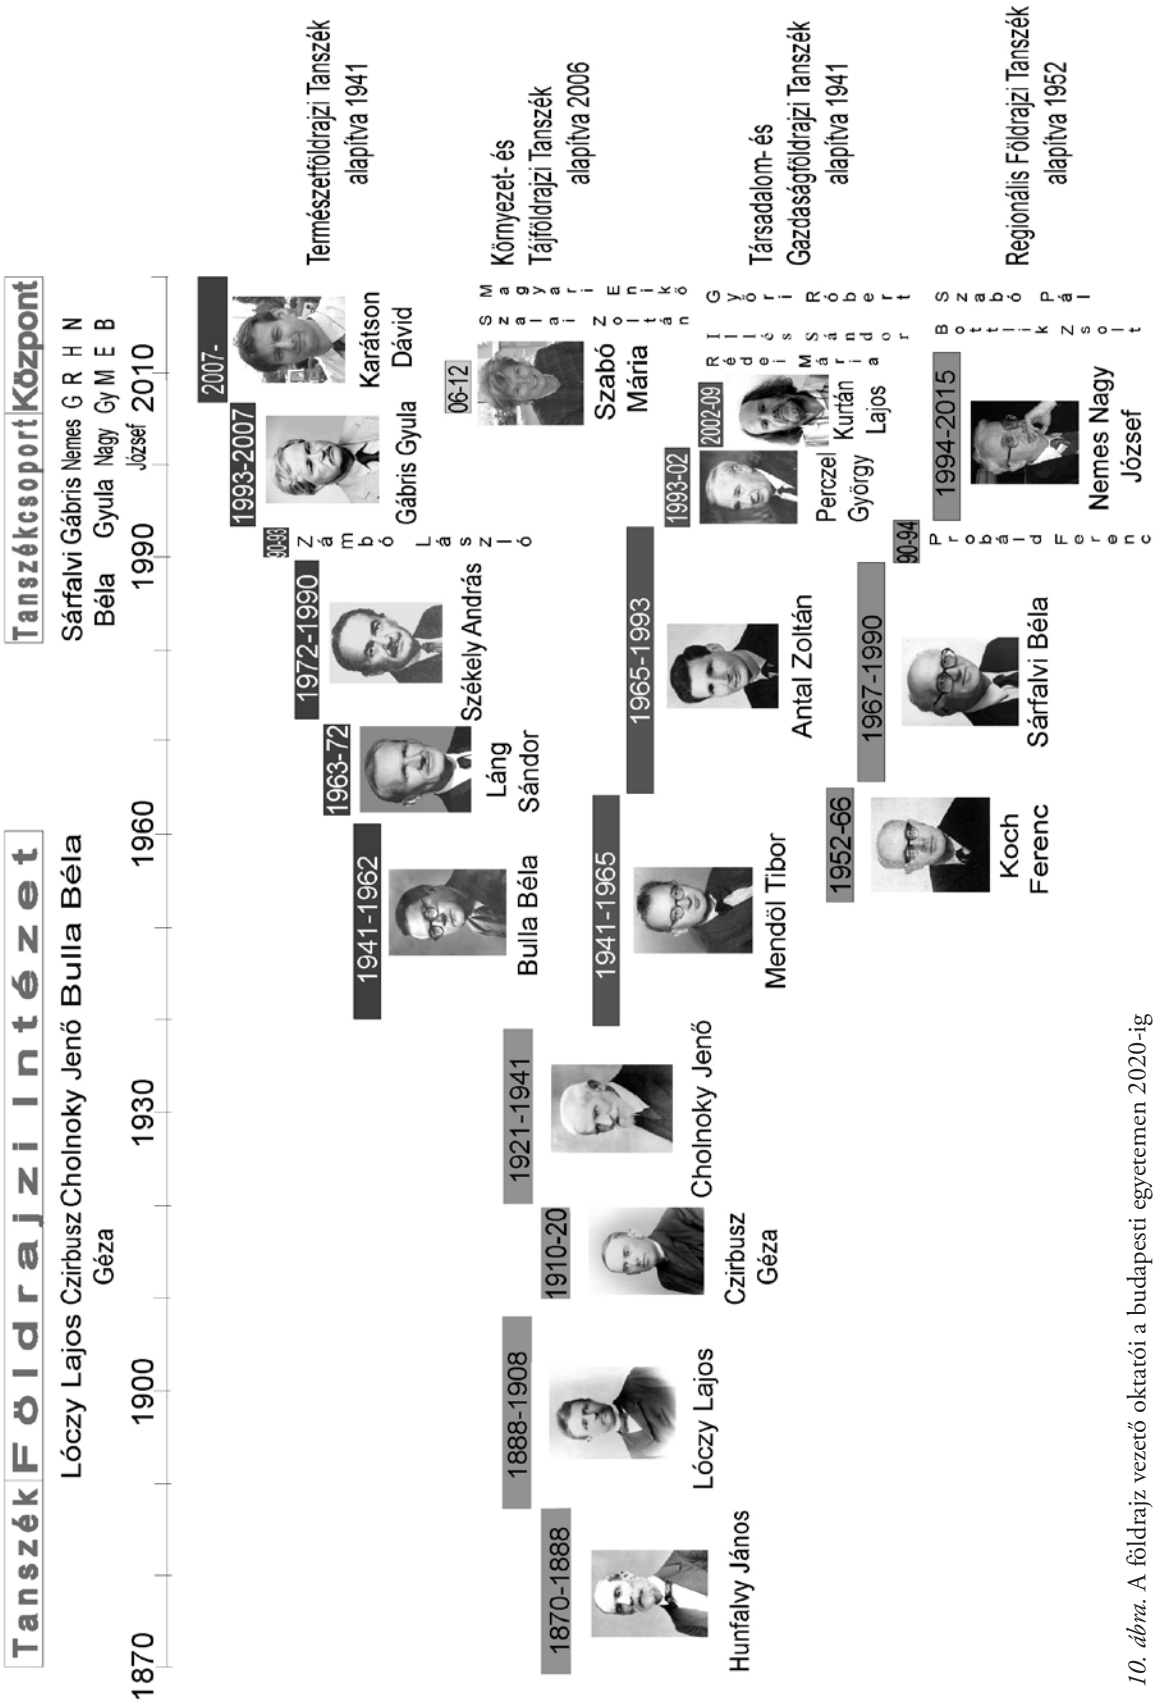 Tanszék Földrajzi Intézet Tanszékcsoport Központ
Lóczy Lajos Czirbusz Cholnoky Jenő Bulla Béla Sárfalvi Gábris Nemes G R H N
Géza Béla Gyula Nagy Gy M E B
József
1870 1900 1930 1960 1990 2010
2007-
Karátson
Dávid
1993-2007
Gábris Gyula
90-93
Zámbó László
1972-1990
Székely András
1963-72
Láng
Sándor
1941-1962
Bulla Béla
Természetföldrajzi Tanszék
alapítva 1941
06-12
Szabó
Mária
Szalai Zoltán
Magyari Enikő
Környezet- és
Tájföldrajzi Tanszék
alapítva 2006
1870-1888
Hunfalvy János
1888-1908
Lóczy Lajos
1910-20
Czirbusz
Géza
1921-1941
Cholnoky Jenő
1941-1965
Mendöl Tibor
1965-1993
Antal Zoltán
1993-02
Perczel
György
2002-09
Kurtán
Lajos
Rédei Mária
Illés Sándor
Győri Róbert
Társadalom- és
Gazdaságföldrajzi Tanszék
alapítva 1941
1952-66
Koch
Ferenc
1967-1990
Sárfalvi Béla
90-94
Probáld Ferenc
1994-2015
Nemes Nagy
József
Bottlik Zsolt
Szabó Pál
Regionális Földrajzi Tanszék
alapítva 1952
10. ábra. A földrajz vezető oktatói a budapesti egyetemen 2020-ig